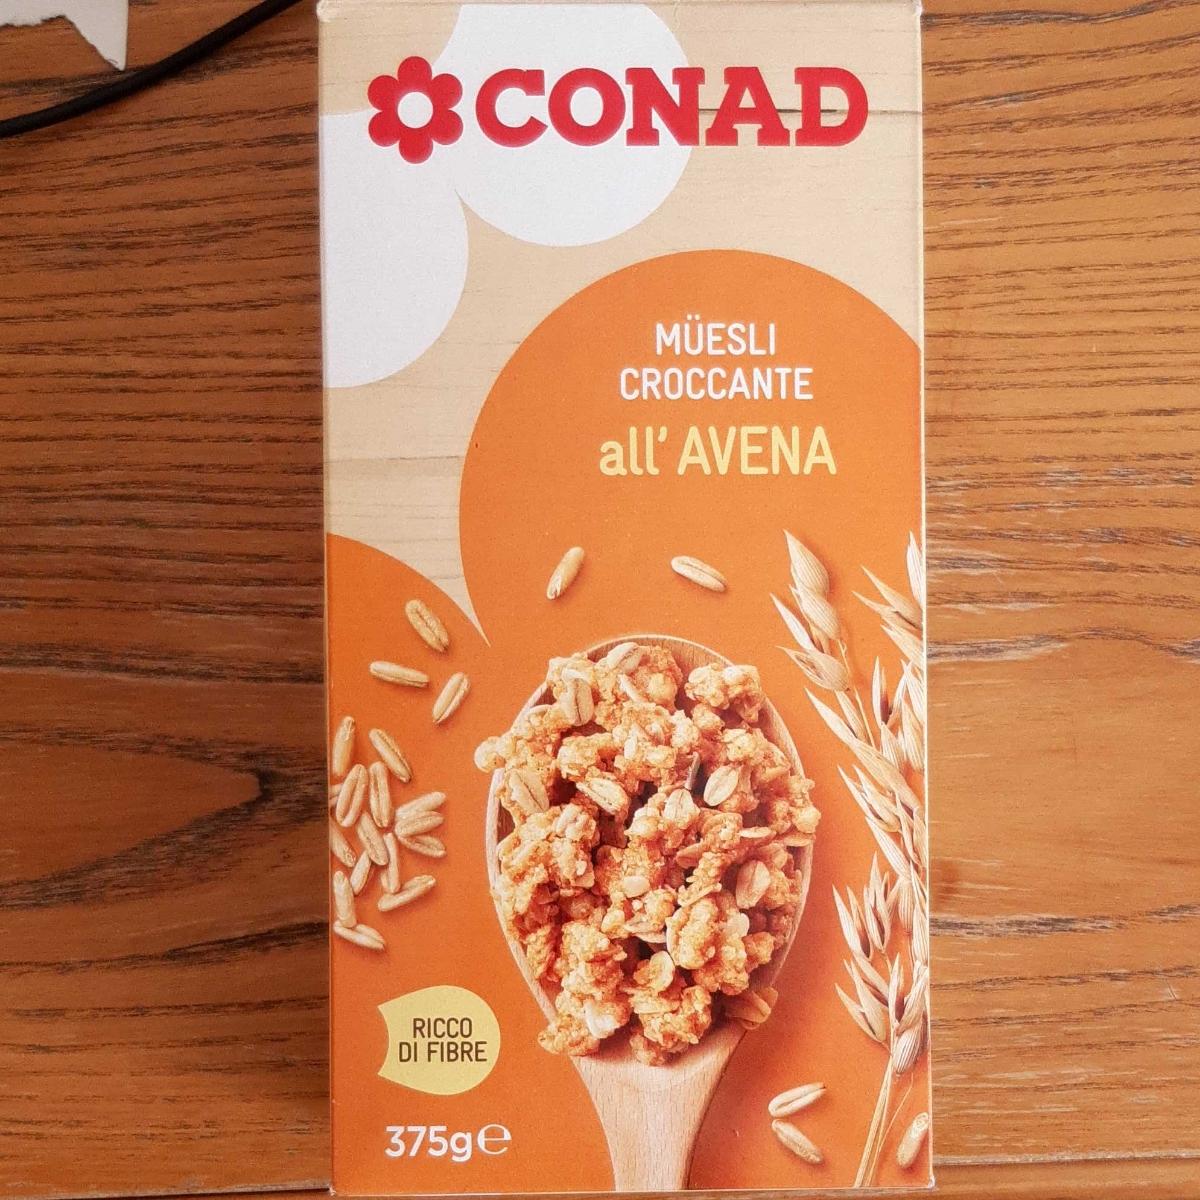 CONAD
MÜESLI
CROCCANTE
all' AVENA
RICCO
DI FIBRE
375g℮